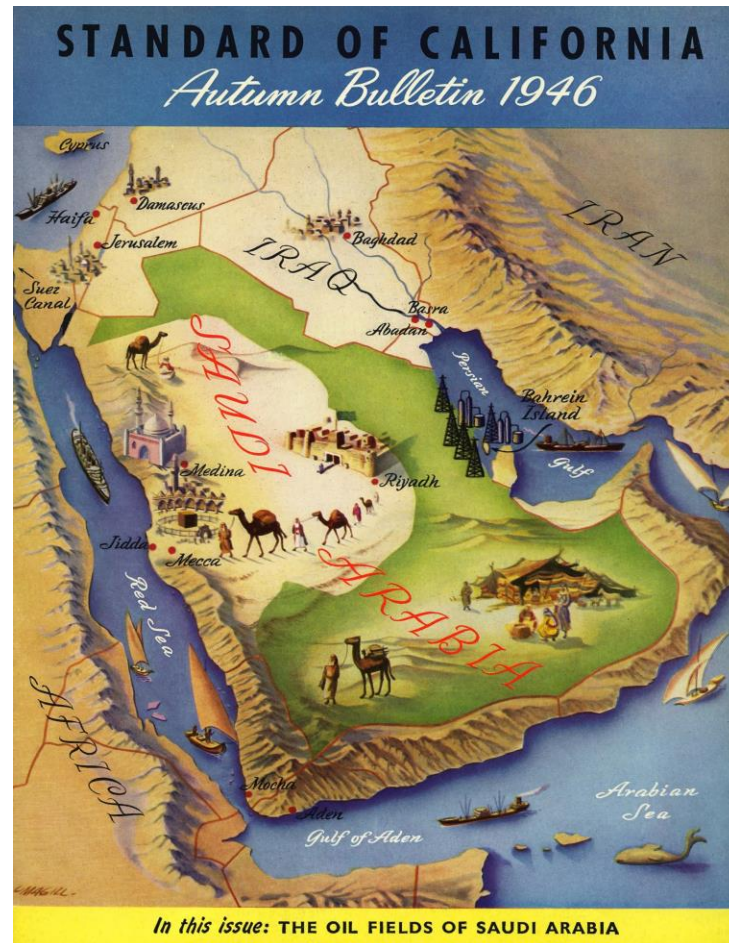 STANDARD OF CALIFORNIA
Autumn Bulletin 1946
Cyprus
Damascus
Haifa
Jerusalem
Suez
Canal
Baghdad
IRAQ
IRAN
Basra
Abadan
Persian
Gulf
Bahrein
Island
SAUDI
ARABIA
Medina
Riyadh
Jidda
Mecca
Red Sea
AFRICA
Mocha
Aden
Gulf of Aden
Arabian
Sea
In this issue: THE OIL FIELDS OF SAUDI ARABIA